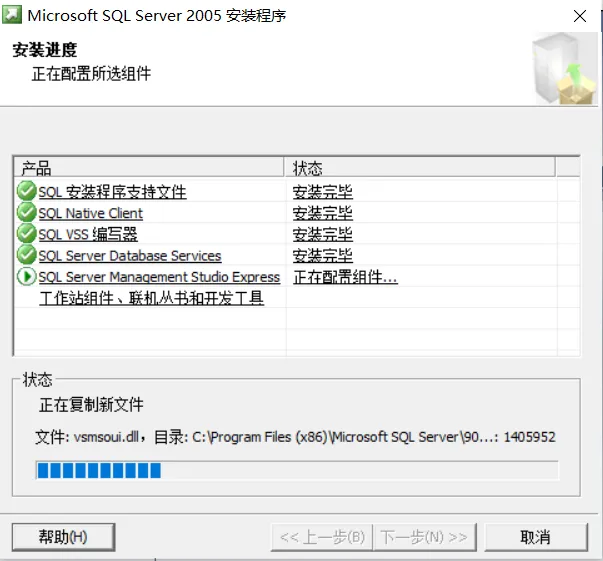 Microsoft SQL Server 2005 安装程序
安装进度
正在配置所选组件
产品 状态
SQL 安装程序支持文件 安装完毕
SQL Native Client 安装完毕
SQL VSS 编写器 安装完毕
SQL Server Database Services 安装完毕
SQL Server Management Studio Express 正在配置组件...
工作站组件、联机丛书和开发工具
状态
正在复制新文件
文件: vsmsoui.dll，目录: C:\Program Files (x86)\Microsoft SQL Server\90...: 1405952
帮助(H) << 上一步(B) 下一步(N) >> 取消